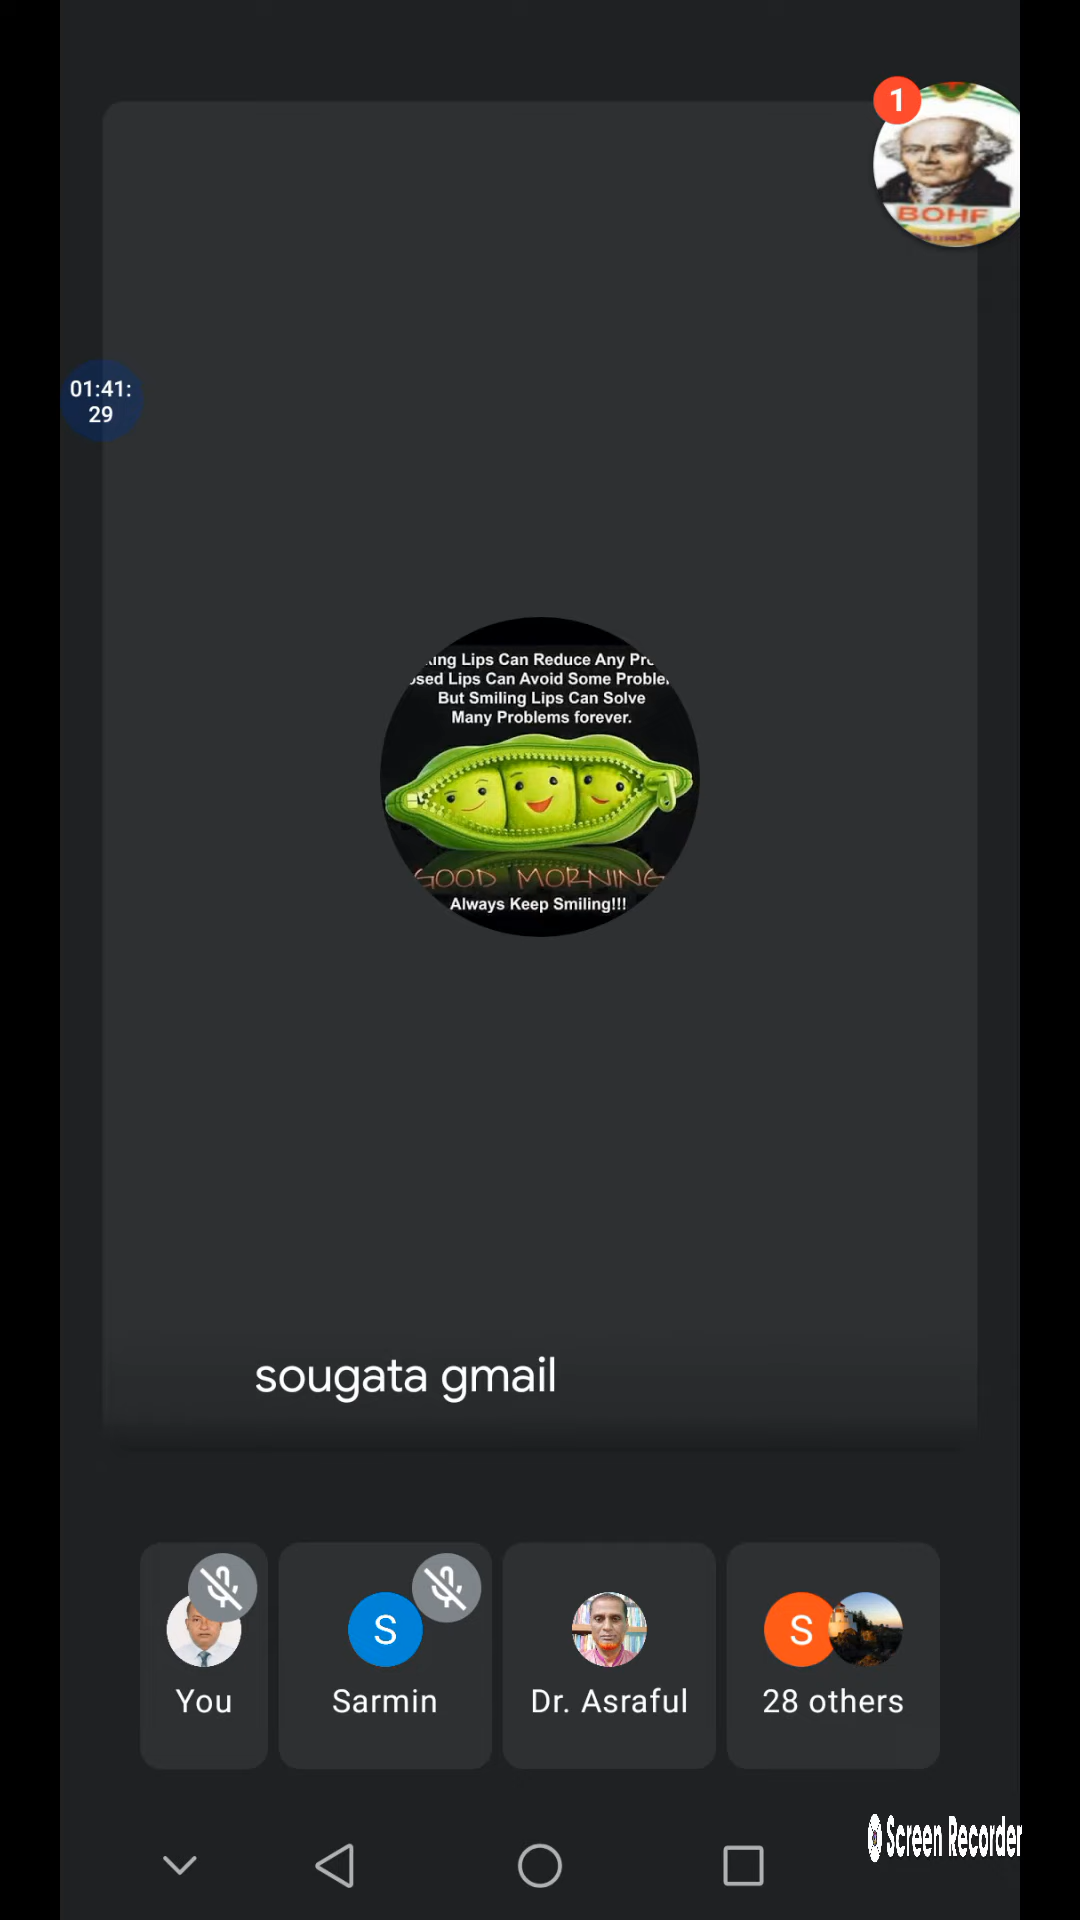 1
BOHF
01:41:
29
Lips Can Reduce Any
Lips Can Avoid Some
But Smiling Lips Can Solve
Many Problems forever.
GOOD MORNING
Always Keep Smiling!!!
sougata gmail
S
S
You
Sarmin
Dr. Asraful
28 others
Screen Recorder